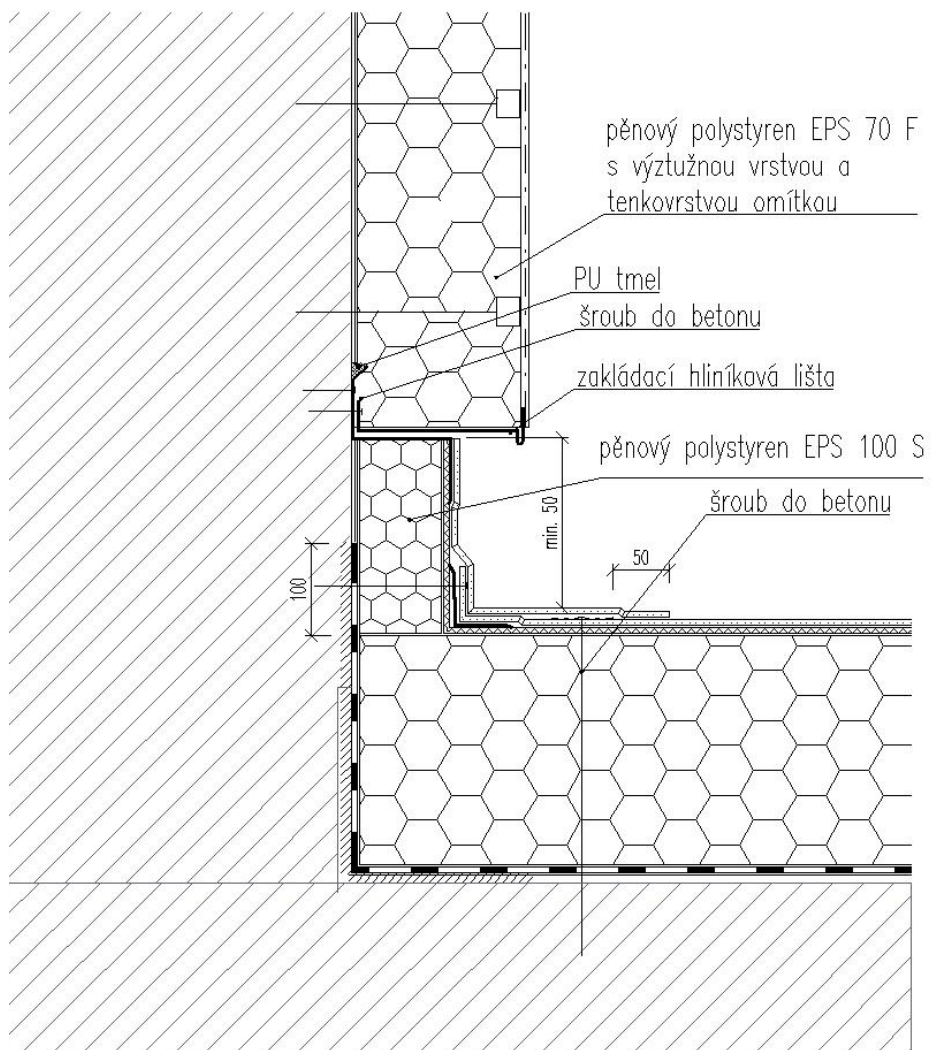 pěnový polystyren EPS 70 F
s výztužnou vrstvou a
tenkovrstvou omítkou
PU tmel
šroub do betonu
zakládací hliníková lišta
pěnový polystyren EPS 100 S
šroub do betonu
min. 50
50
100